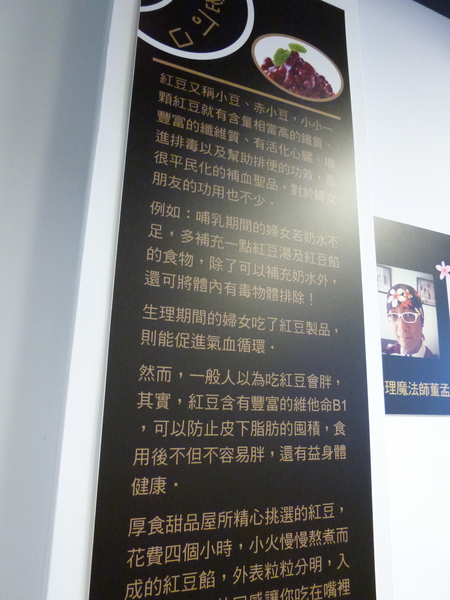 紅豆又稱小豆、赤小豆，小小一
顆紅豆就有含量相當高的鐵質、
豐富的纖維質、有活化心臟、增
進排毒以及幫助排便的功效，是
很平民化的補血聖品，對於婦女
朋友的功用也不少。
例如：哺乳期間的婦女若奶水不
足，多補充一點紅豆湯及紅豆餡
的食物，除了可以補充奶水外，
還可將體內有毒物體排除！
生理期間的婦女吃了紅豆製品，
則能促進氣血循環。
然而，一般人以為吃紅豆會胖，
其實，紅豆含有豐富的維他命B1
，可以防止皮下脂肪的囤積，食
用後不但不容易胖，還有益身體
健康。
厚食甜品屋所精心挑選的紅豆，
花費四個小時，小火慢慢熬煮而
成的紅豆餡，外表粒粒分明，入
口感讓你吃在嘴裡
理魔法師董孟